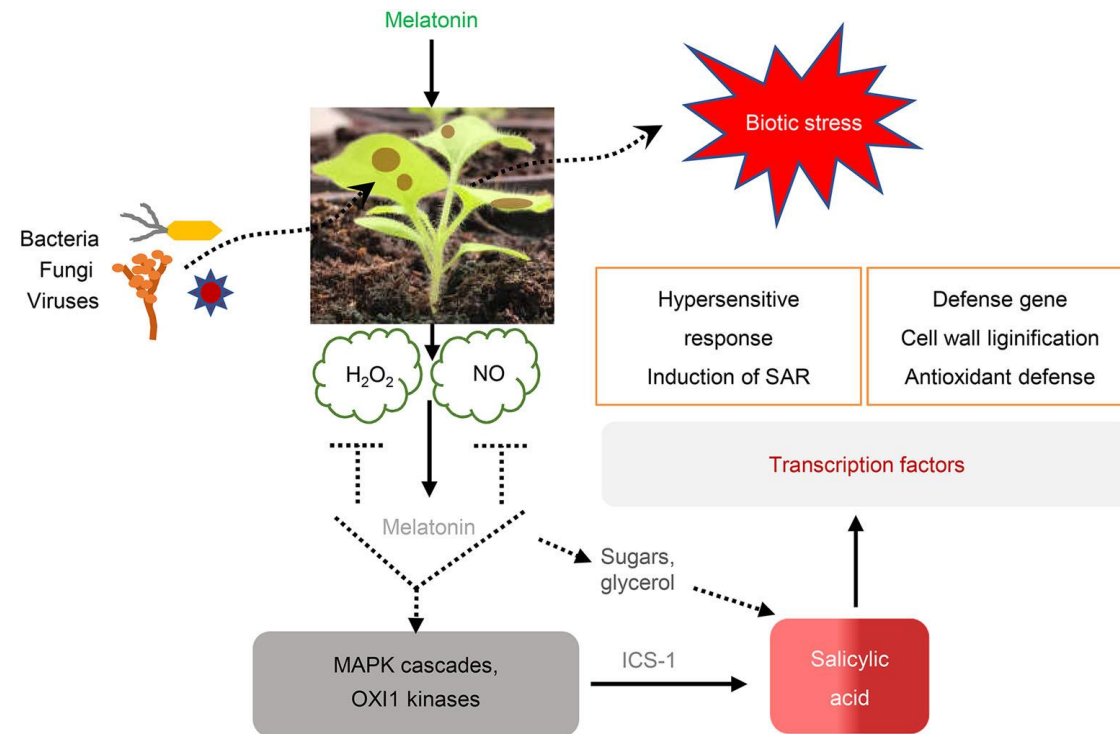 Melatonin
Biotic stress
Bacteria
Fungi
Viruses
Hypersensitive
response
Induction of SAR
Defense gene
Cell wall liginification
Antioxidant defense
H₂O₂
NO
Transcription factors
Melatonin
Sugars,
glycerol
MAPK cascades,
OXI1 kinases
ICS-1
Salicylic
acid